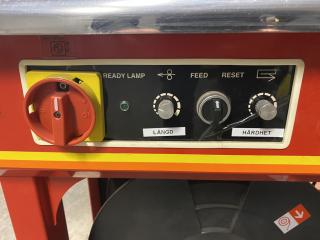 READY LAMP
FEED
RESET
LÄNGD
HÅRDHET